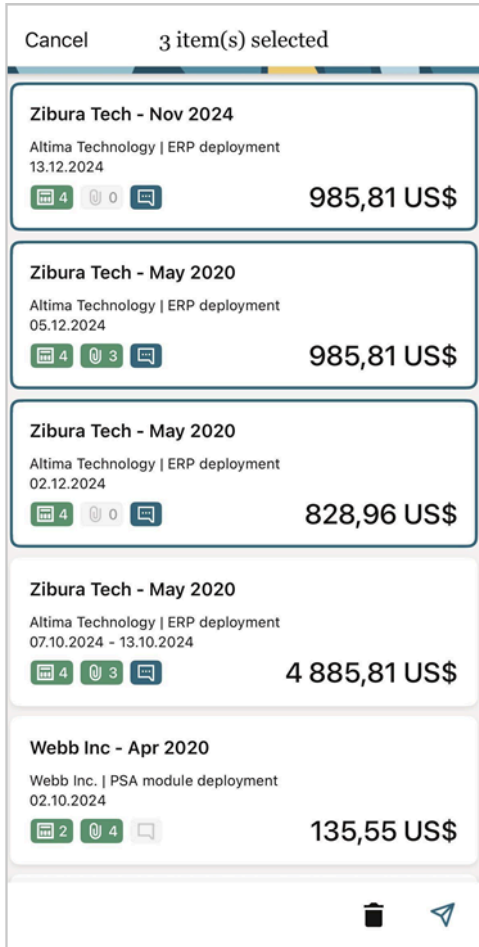 Cancel 3 item(s) selected
Zibura Tech - Nov 2024
Altima Technology | ERP deployment
13.12.2024
4 0 985,81 US$
Zibura Tech - May 2020
Altima Technology | ERP deployment
05.12.2024
4 3 985,81 US$
Zibura Tech - May 2020
Altima Technology | ERP deployment
02.12.2024
4 0 828,96 US$
Zibura Tech - May 2020
Altima Technology | ERP deployment
07.10.2024 - 13.10.2024
4 3 4 885,81 US$
Webb Inc - Apr 2020
Webb Inc. | PSA module deployment
02.10.2024
2 4 135,55 US$